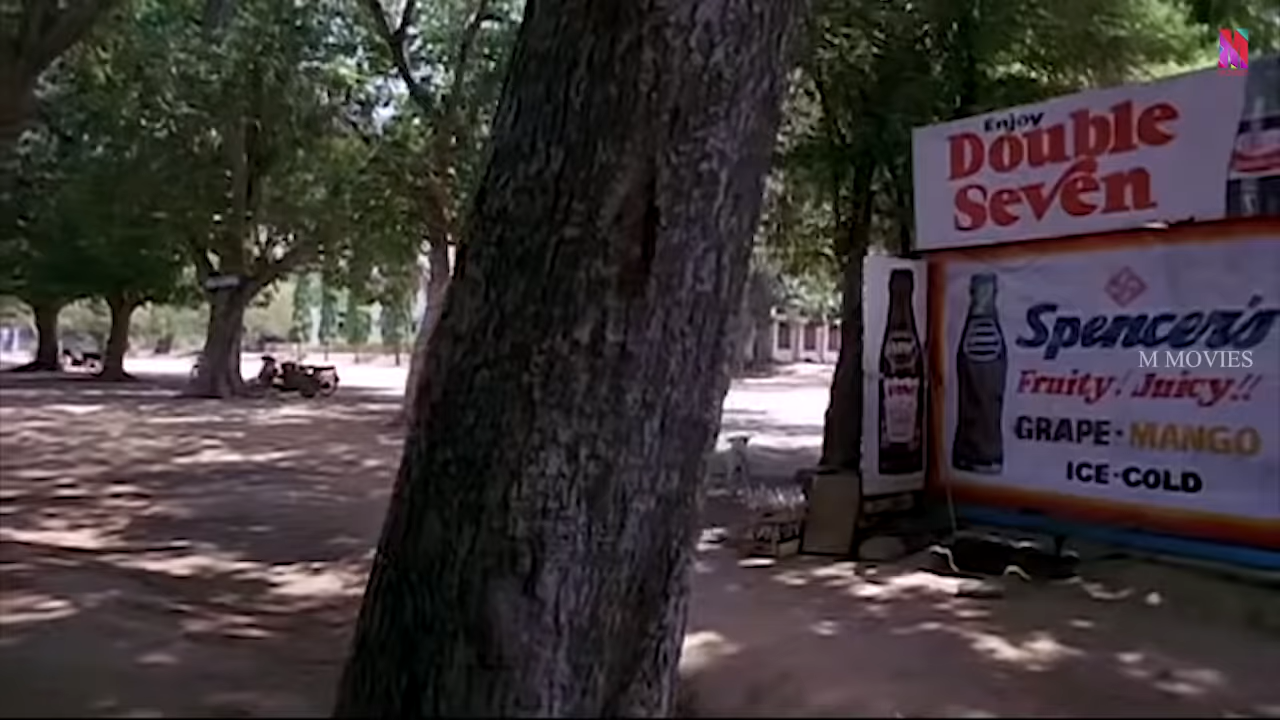 Enjoy
Double
Seven
Spencer's
M MOVIES
Fruity! Juicy!!
GRAPE·MANGO
ICE-COLD